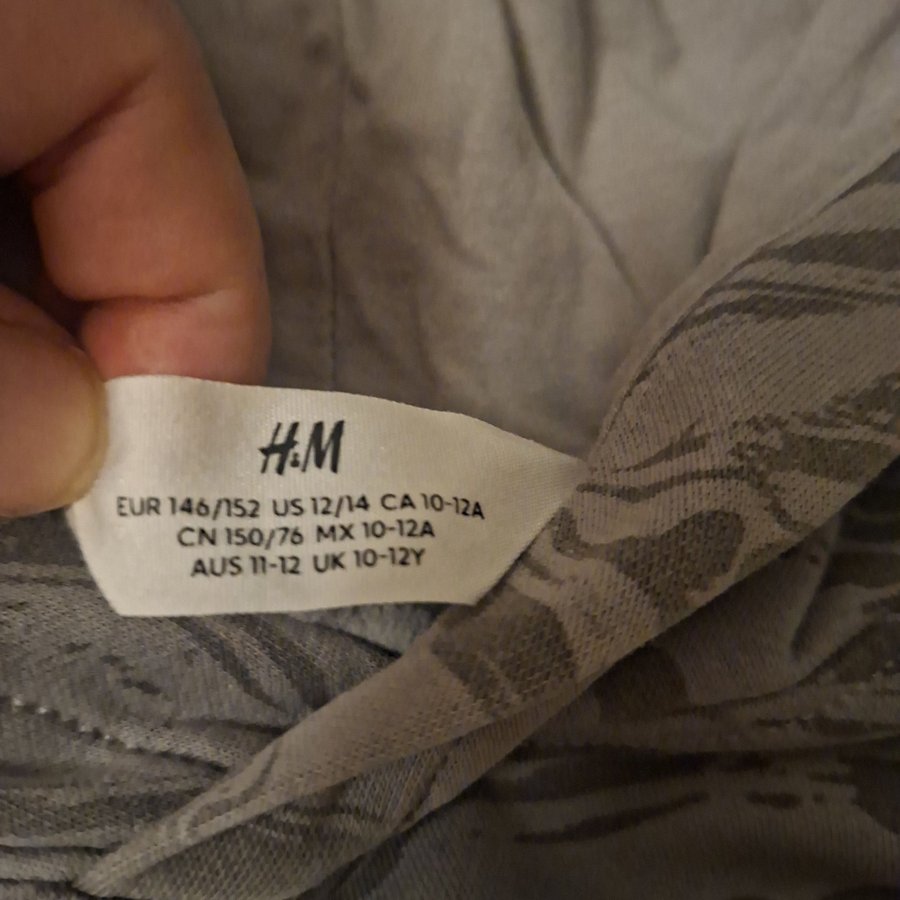 H&M
EUR 146/152 US 12/14 CA 10-12A
CN 150/76 MX 10-12A
AUS 11-12 UK 10-12Y